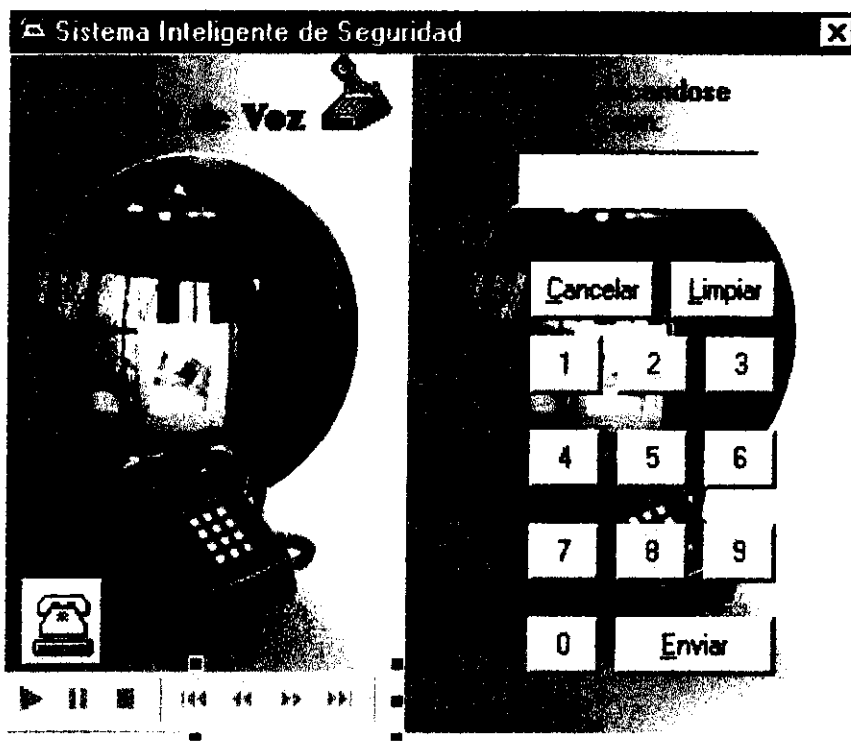 Sistema Inteligente de Seguridad
Voz
Cancelar Limpiar
1 2 3
4 5 6
7 8 9
0 Enviar